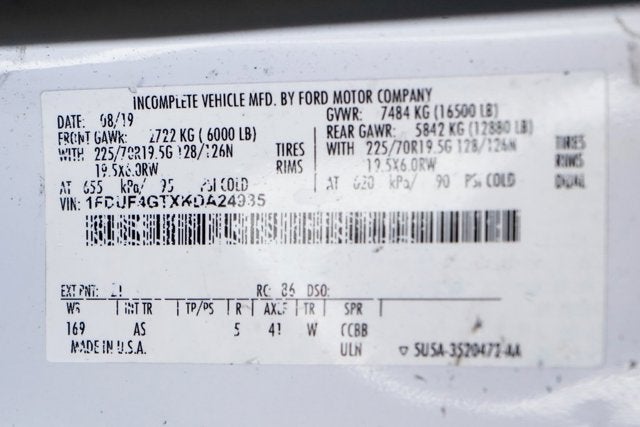 INCOMPLETE VEHICLE MFD. BY FORD MOTOR COMPANY
DATE: 08/19 GVWR: 7484 KG (16500 LB)
FRONT GAWR: 2722 KG ( 6000 LB) REAR GAWR: 5842 KG (12880 LB)
WITH 225/70R19.5G 128/126N TIRES WITH 225/70R19.5G 128/126N TIRES
19.5X6.0RW RIMS 19.5X6.0RW RIMS
AT 655 kPa/ 95 PSI COLD AT 620 kPa/ 90 PSI COLD DUAL
VIN:
EXT PNT: RC: 86 DSO:
WB INT TR TP/PS R AXLE TR SPR
169 AS 5 41 W CCBB
MADE IN U.S.A. ULN